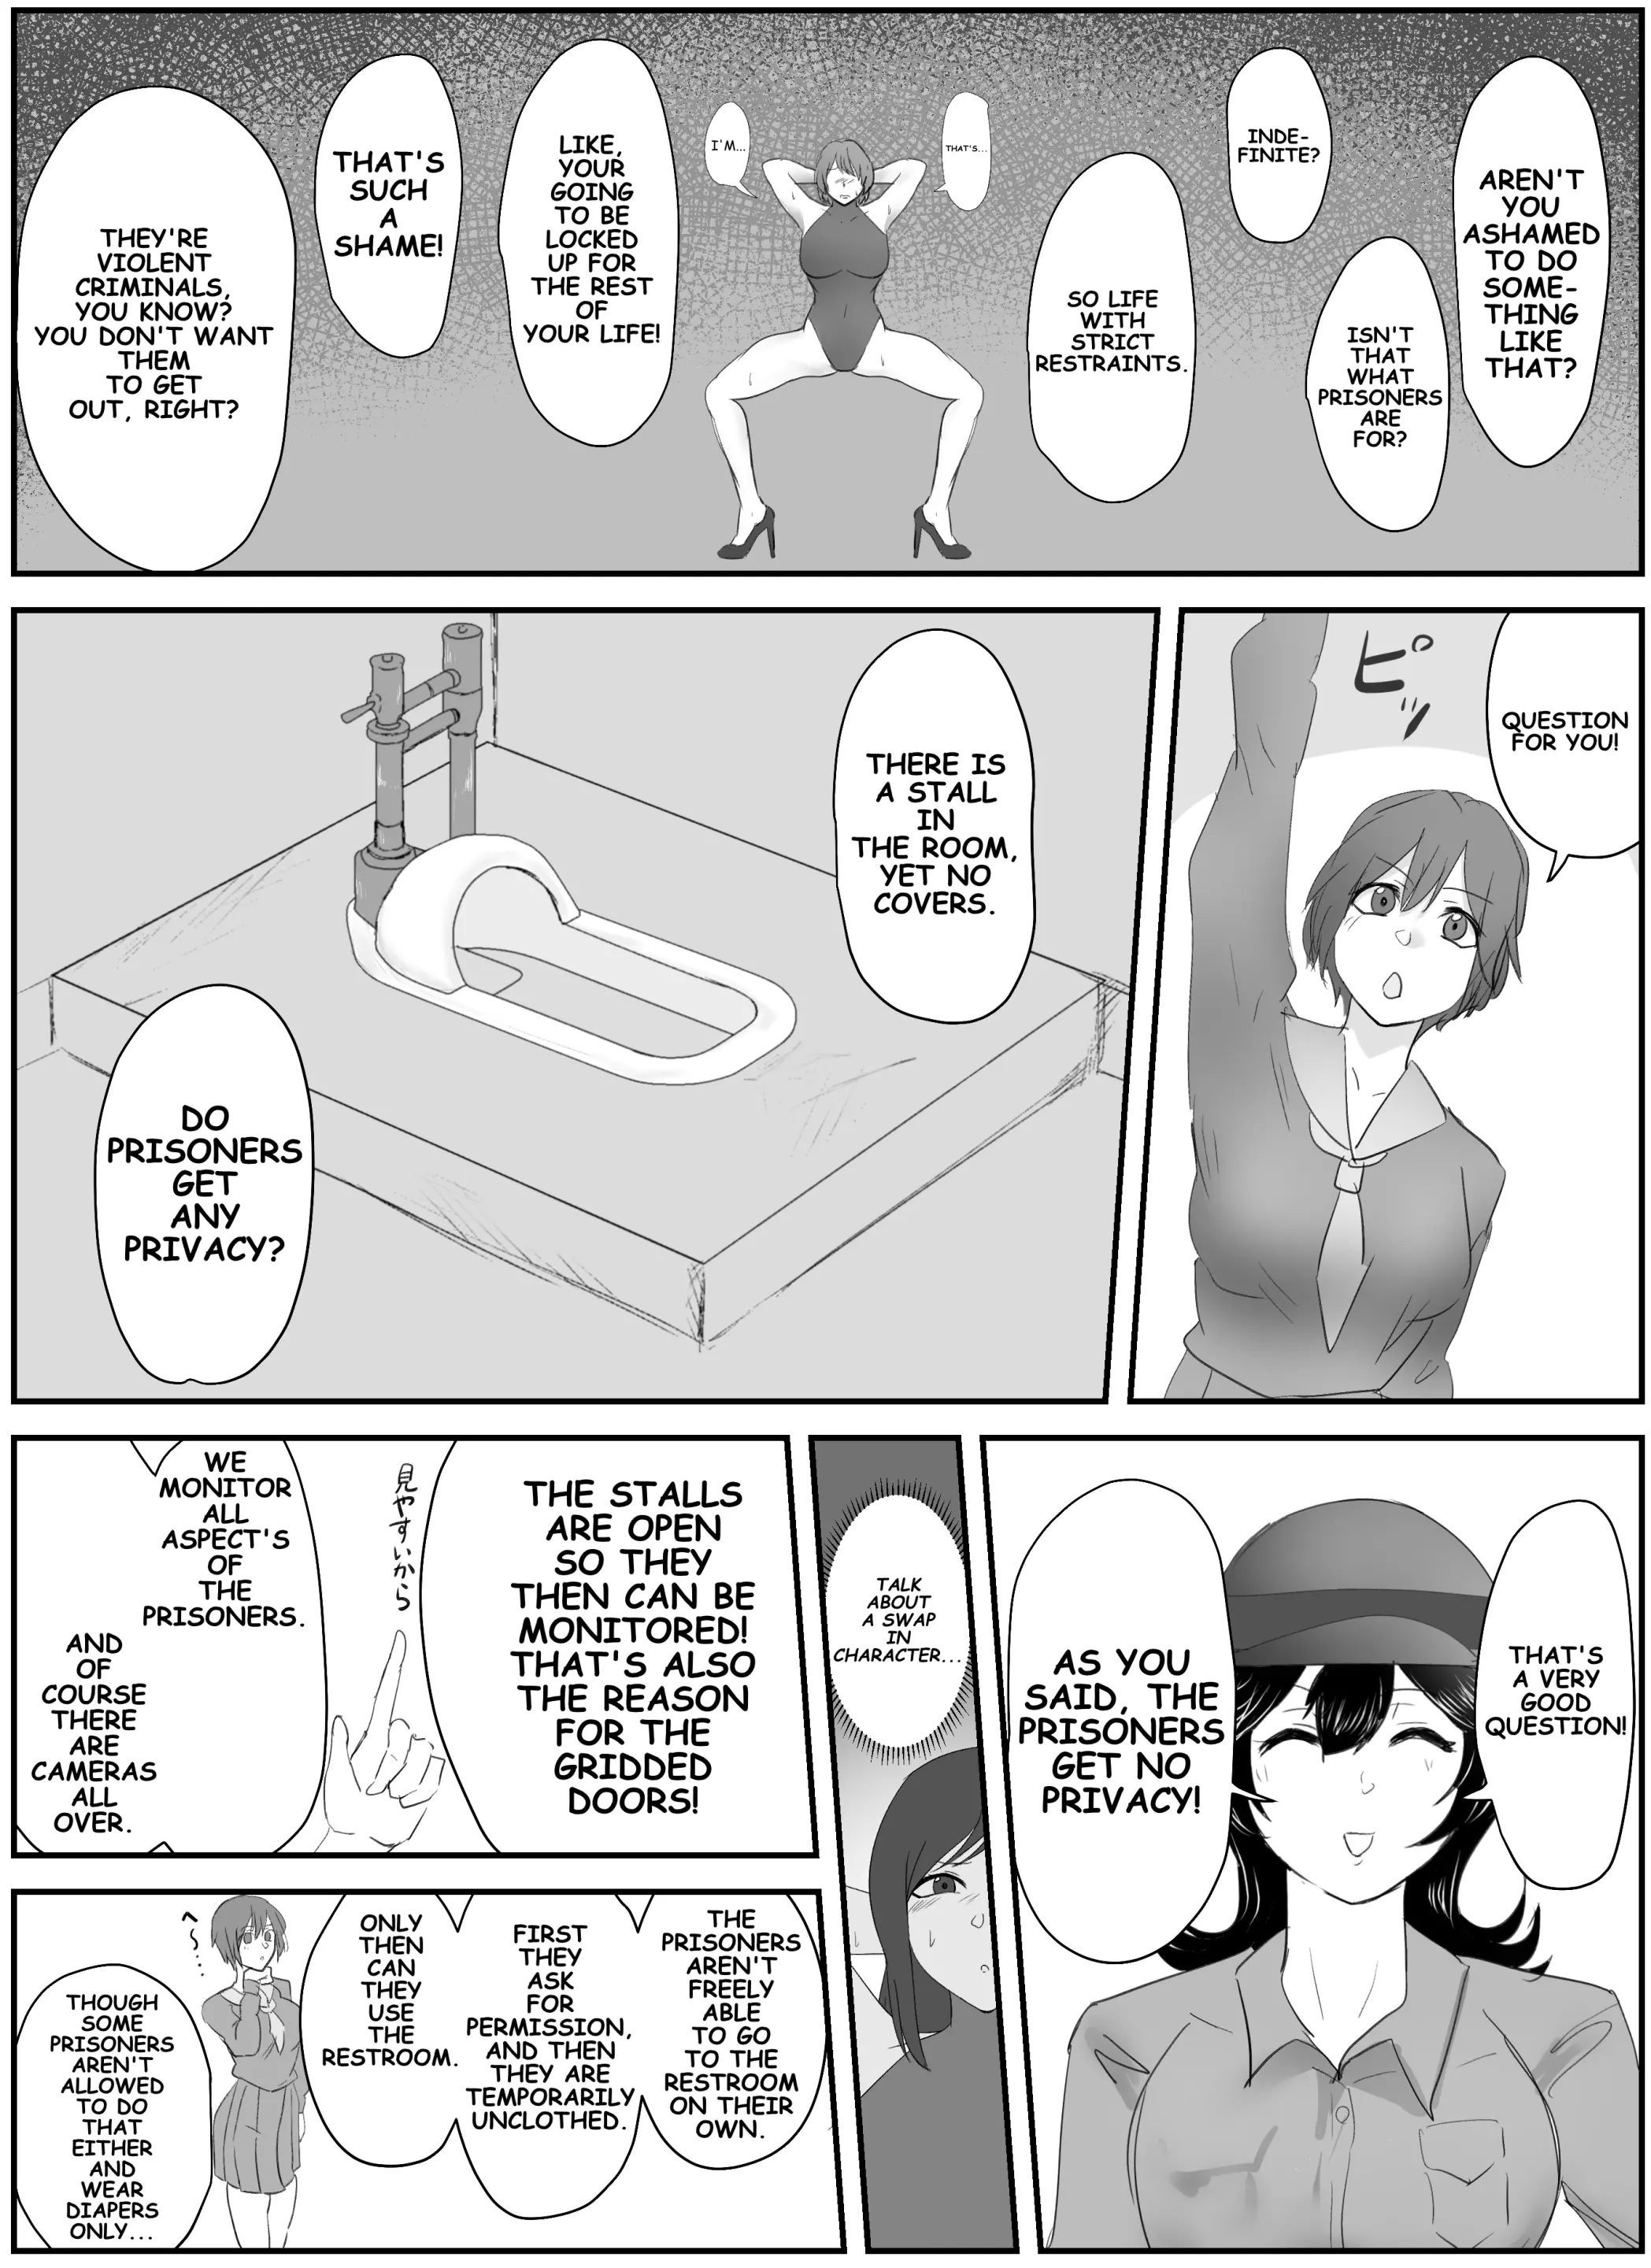 AREN'T
YOU
ASHAMED
TO DO
SOME-
THING
LIKE
THAT?
INDE-
FINITE?
ISN'T
THAT
WHAT
PRISONERS
ARE
FOR?
SO LIFE
WITH
STRICT
RESTRAINTS.
THAT'S...
I'M...
LIKE,
YOUR
GOING
TO BE
LOCKED
UP FOR
THE REST
OF
YOUR LIFE!
THAT'S
SUCH
A
SHAME!
THEY'RE
VIOLENT
CRIMINALS,
YOU KNOW?
YOU DON'T WANT
THEM
TO GET
OUT, RIGHT?
QUESTION
FOR YOU!
ピッ
THERE IS
A STALL
IN
THE ROOM,
YET NO
COVERS.
DO
PRISONERS
GET
ANY
PRIVACY?
THAT'S
A VERY
GOOD
QUESTION!
AS YOU
SAID, THE
PRISONERS
GET NO
PRIVACY!
TALK
ABOUT
A SWAP
IN
CHARACTER...
THE STALLS
ARE OPEN
SO THEY
THEN CAN BE
MONITORED!
THAT'S ALSO
THE REASON
FOR THE
GRIDDED
DOORS!
見やすいから
WE
MONITOR
ALL
ASPECT'S
OF
THE
PRISONERS.
AND
OF
COURSE
THERE
ARE
CAMERAS
ALL
OVER.
THE
PRISONERS
AREN'T
FREELY
ABLE
TO GO
TO THE
RESTROOM
ON THEIR
OWN.
FIRST
THEY
ASK
FOR
PERMISSION,
AND THEN
THEY ARE
TEMPORARILY
UNCLOTHED.
ONLY
THEN
CAN
THEY
USE
THE
RESTROOM.
へ〜…
THOUGH
SOME
PRISONERS
AREN'T
ALLOWED
TO DO
THAT
EITHER
AND
WEAR
DIAPERS
ONLY...